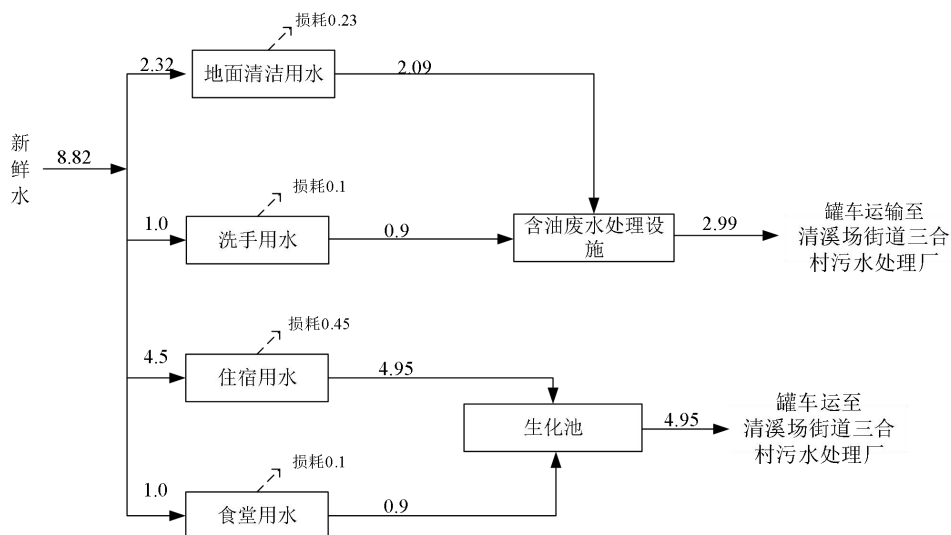 损耗0.23
2.32
地面清洁用水
2.09
新
鲜
水
8.82
损耗0.1
1.0
洗手用水
0.9
含油废水处理设
施
2.99
罐车运输至
清溪场街道三合
村污水处理厂
损耗0.45
4.5
住宿用水
4.95
生化池
4.95
罐车运至
清溪场街道三合
村污水处理厂
损耗0.1
1.0
食堂用水
0.9